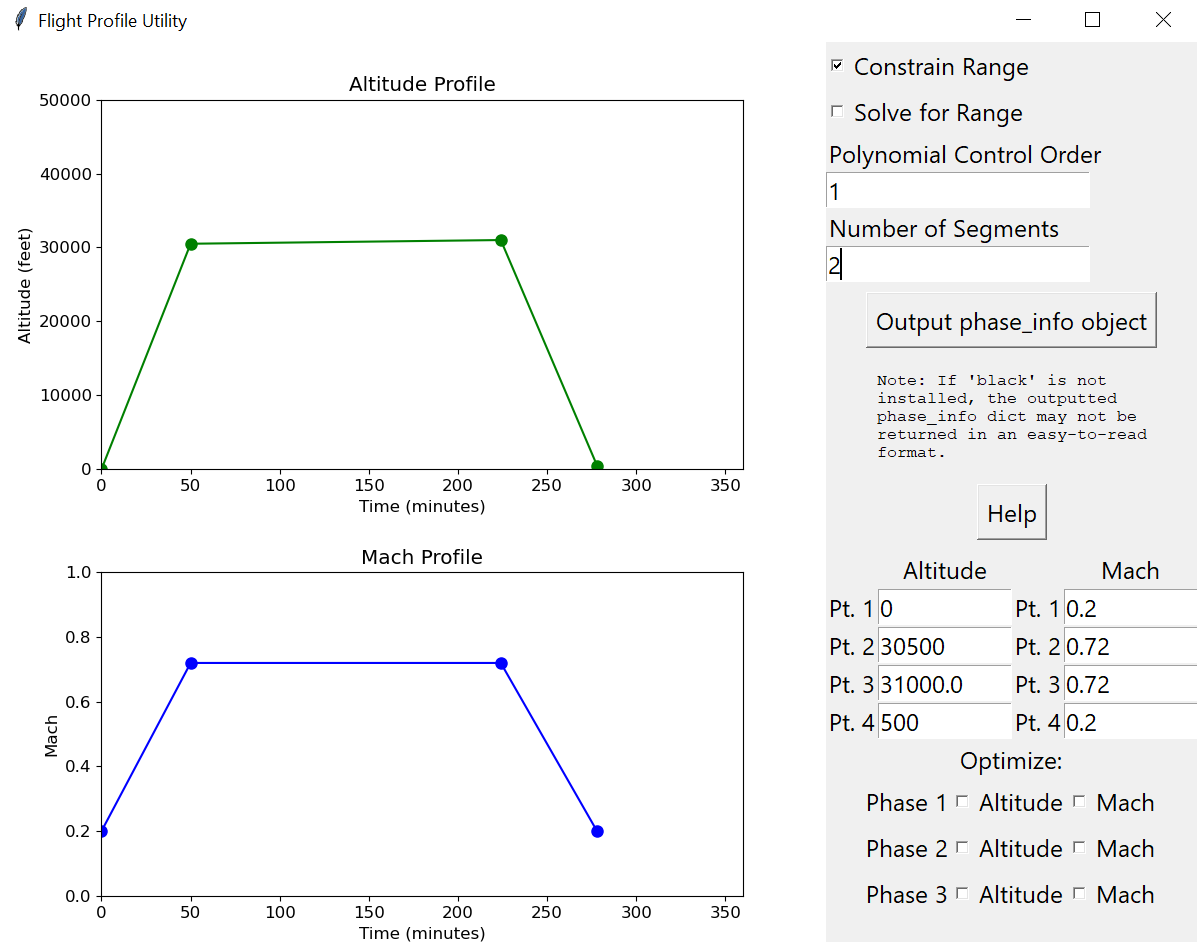 Flight Profile Utility
Altitude Profile
50000
40000
30000
20000
10000
0
Altitude (feet)
0 50 100 150 200 250 300 350
Time (minutes)
Mach Profile
1.0
0.8
0.6
0.4
0.2
0.0
Mach
0 50 100 150 200 250 300 350
Time (minutes)
Constrain Range
Solve for Range
Polynomial Control Order
1
Number of Segments
2
Output phase_info object
Note: If 'black' is not
installed, the outputted
phase_info dict may not be
returned in an easy-to-read
format.
Help
Altitude Mach
Pt. 1 0 Pt. 1 0.2
Pt. 2 30500 Pt. 2 0.72
Pt. 3 31000.0 Pt. 3 0.72
Pt. 4 500 Pt. 4 0.2
Optimize:
Phase 1 Altitude Mach
Phase 2 Altitude Mach
Phase 3 Altitude Mach